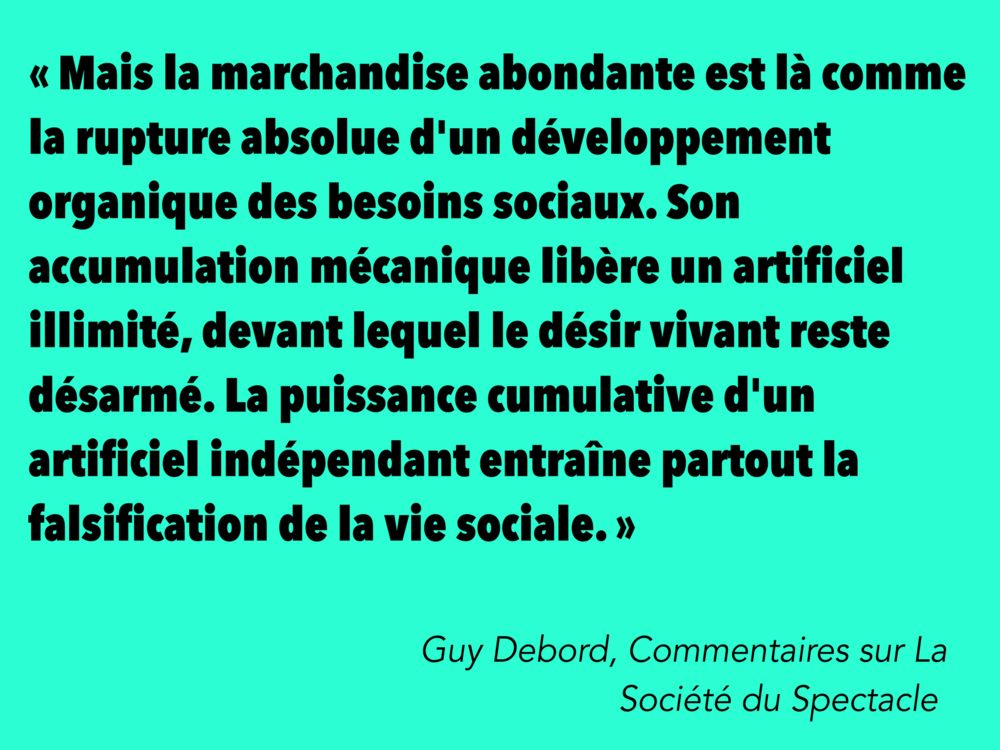 « Mais la marchandise abondante est là comme
la rupture absolue d'un développement
organique des besoins sociaux. Son
accumulation mécanique libère un artificiel
illimité, devant lequel le désir vivant reste
désarmé. La puissance cumulative d'un
artificiel indépendant entraîne partout la
falsification de la vie sociale. »
Guy Debord, Commentaires sur La
Société du Spectacle